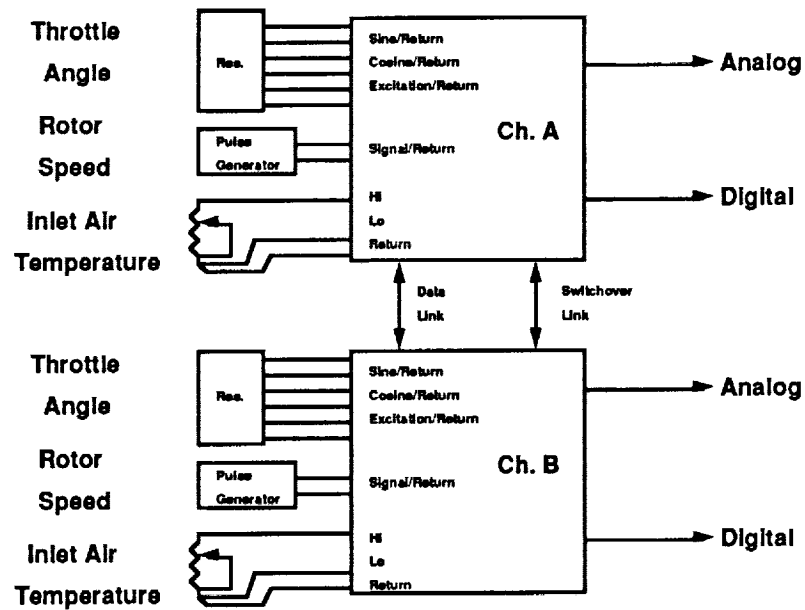 Throttle
Angle
Res.
Sine/Return
Cosine/Return
Excitation/Return
Ch. A
Analog
Rotor
Speed
Pulse
Generator
Signal/Return
Inlet Air
Temperature
Hi
Lo
Return
Digital
Data
Link
Switchover
Link
Throttle
Angle
Res.
Sine/Return
Cosine/Return
Excitation/Return
Ch. B
Analog
Rotor
Speed
Pulse
Generator
Signal/Return
Inlet Air
Temperature
Hi
Lo
Return
Digital